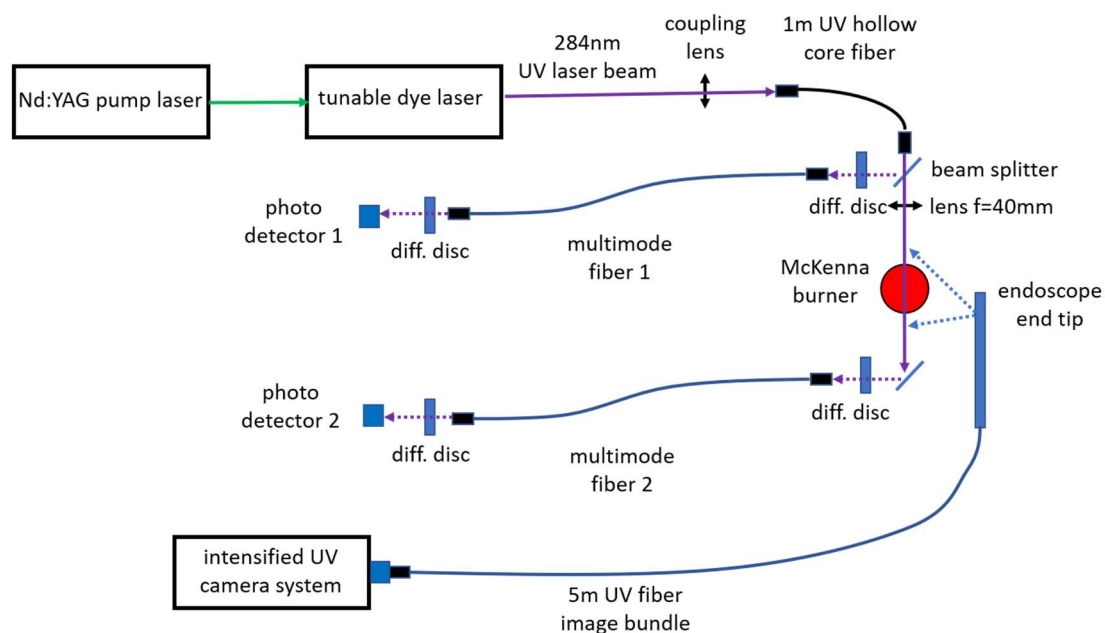 Nd:YAG pump laser
tunable dye laser
284nm
UV laser beam
coupling
lens
1m UV hollow
core fiber
beam splitter
diff. disc
lens f=40mm
photo
detector 1
diff. disc
multimode
fiber 1
McKenna
burner
endoscope
end tip
photo
detector 2
diff. disc
diff. disc
multimode
fiber 2
intensified UV
camera system
5m UV fiber
image bundle